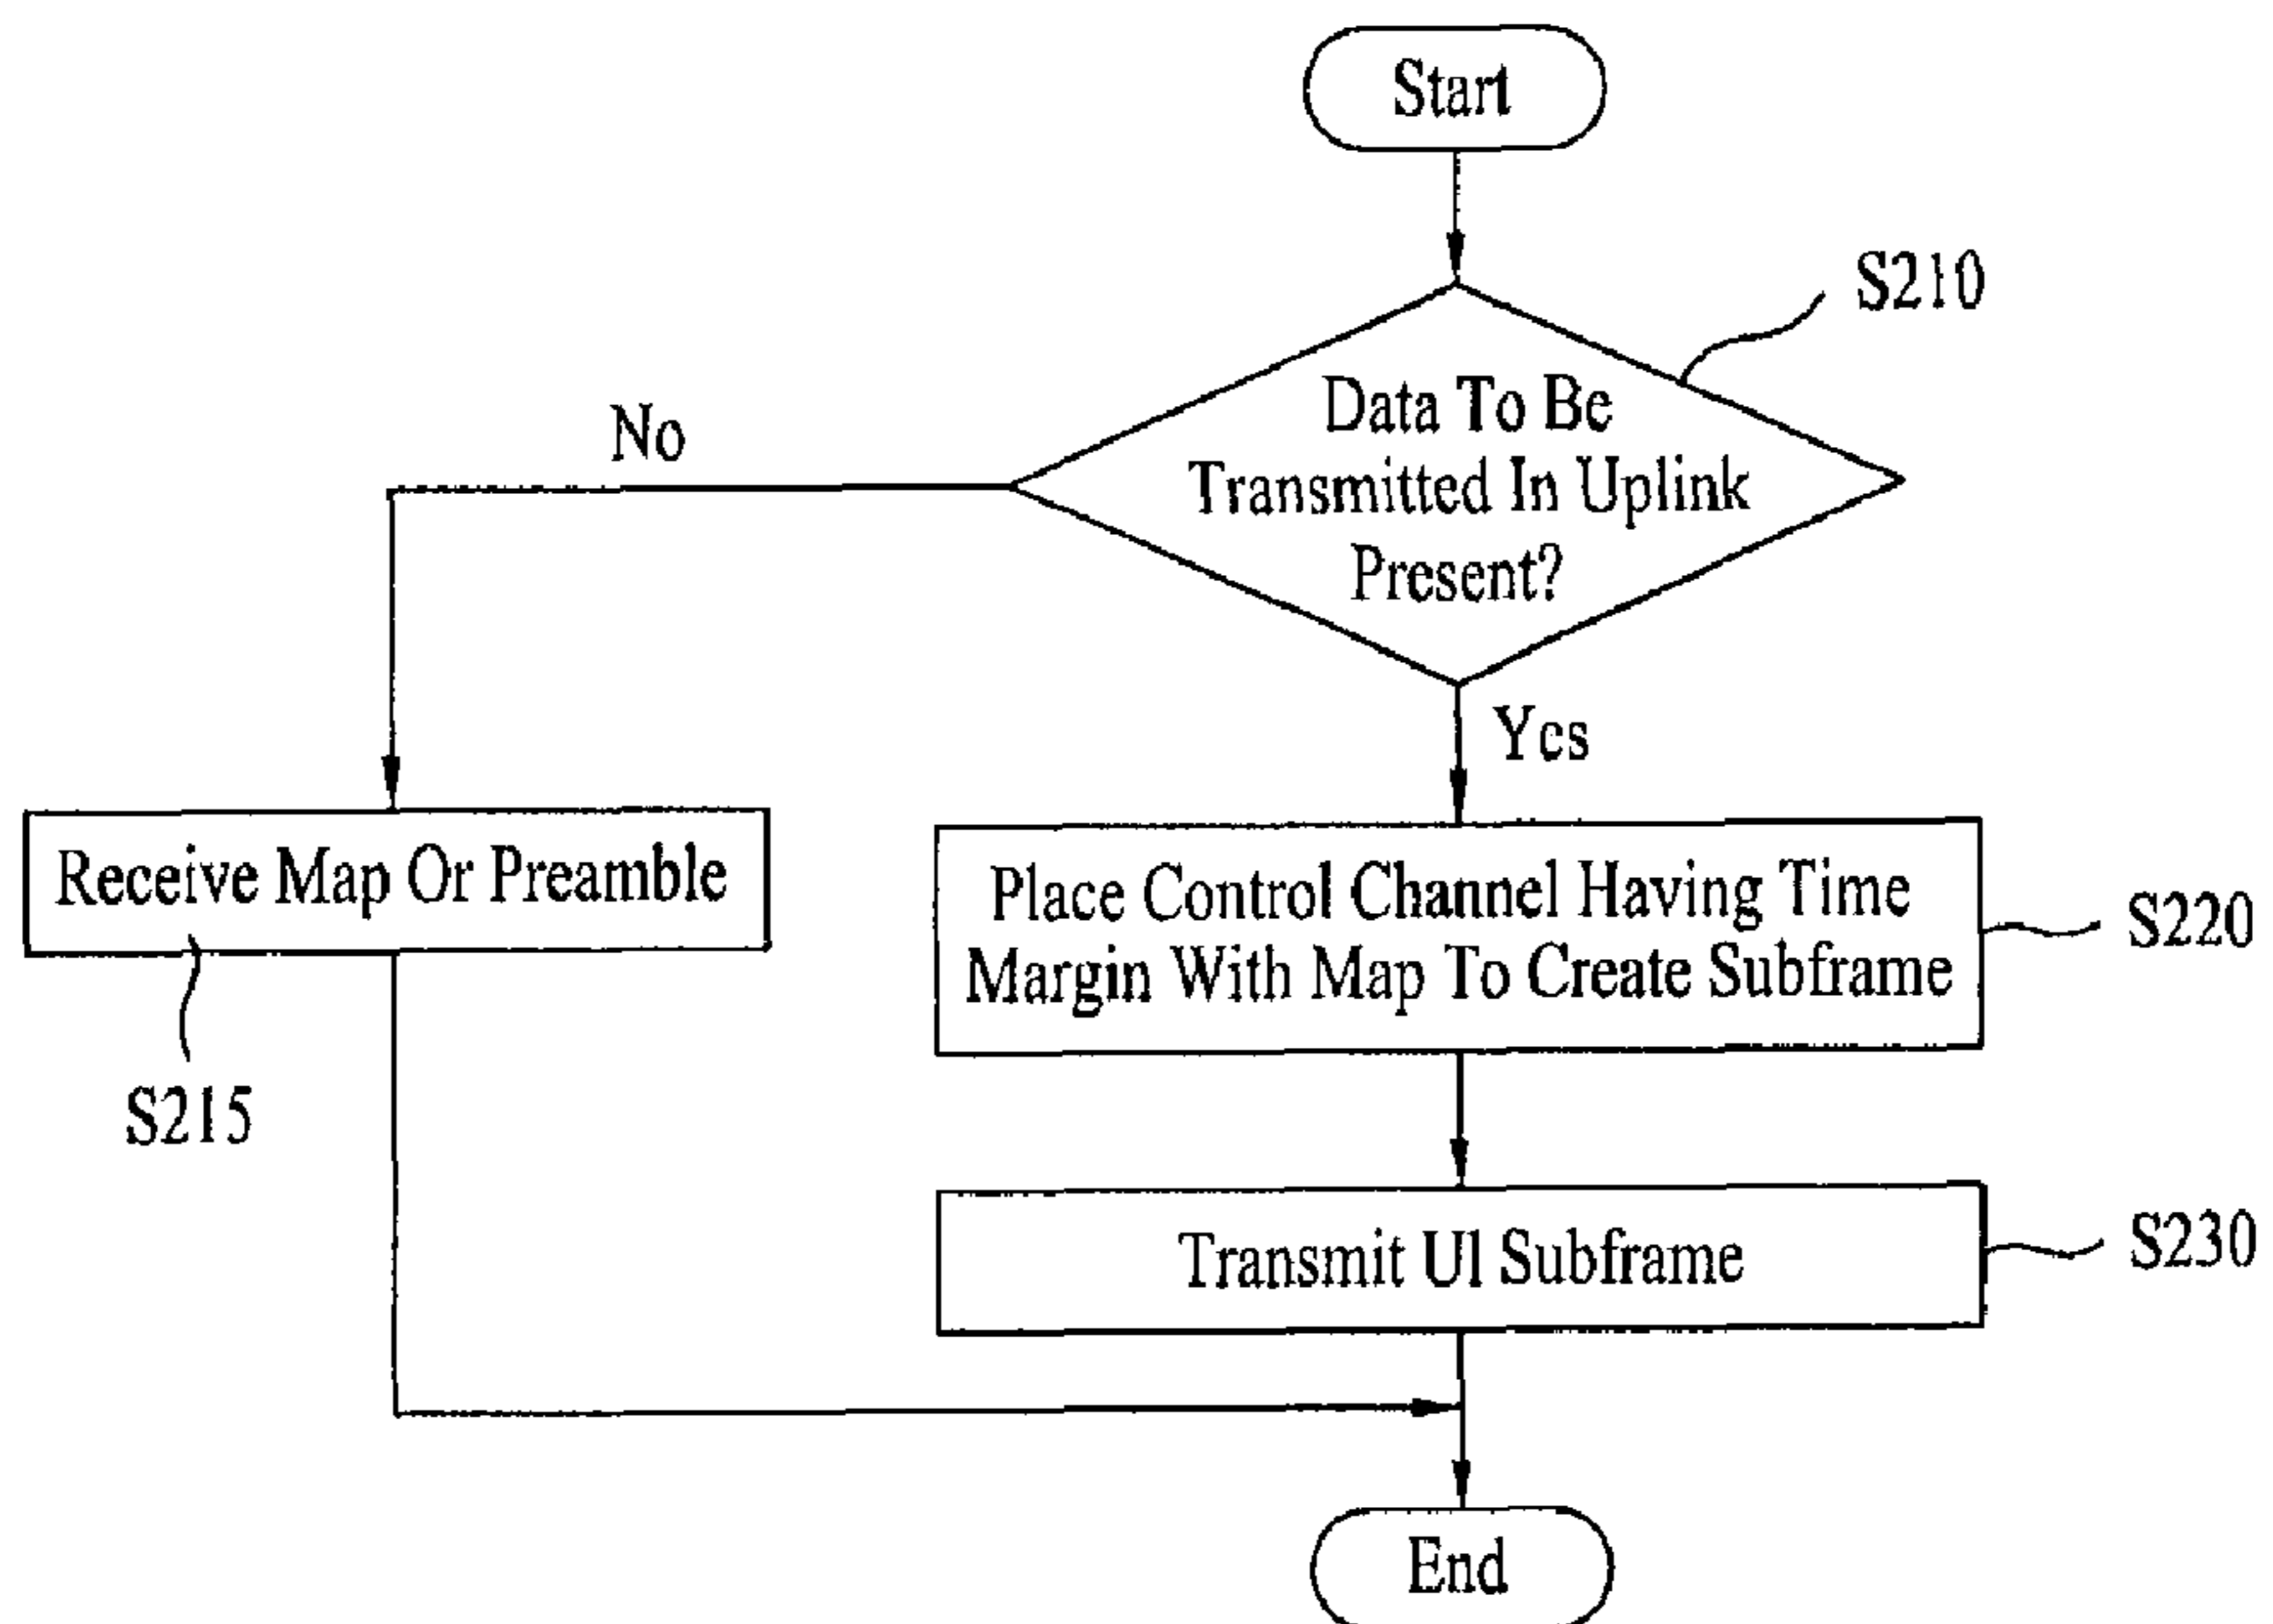 Start
S210
Data To Be
Transmitted In Uplink
Present?
No
Yes
Receive Map Or Preamble
S215
Place Control Channel Having Time
Margin With Map To Create Subframe
S220
Transmit Ul Subframe
S230
End